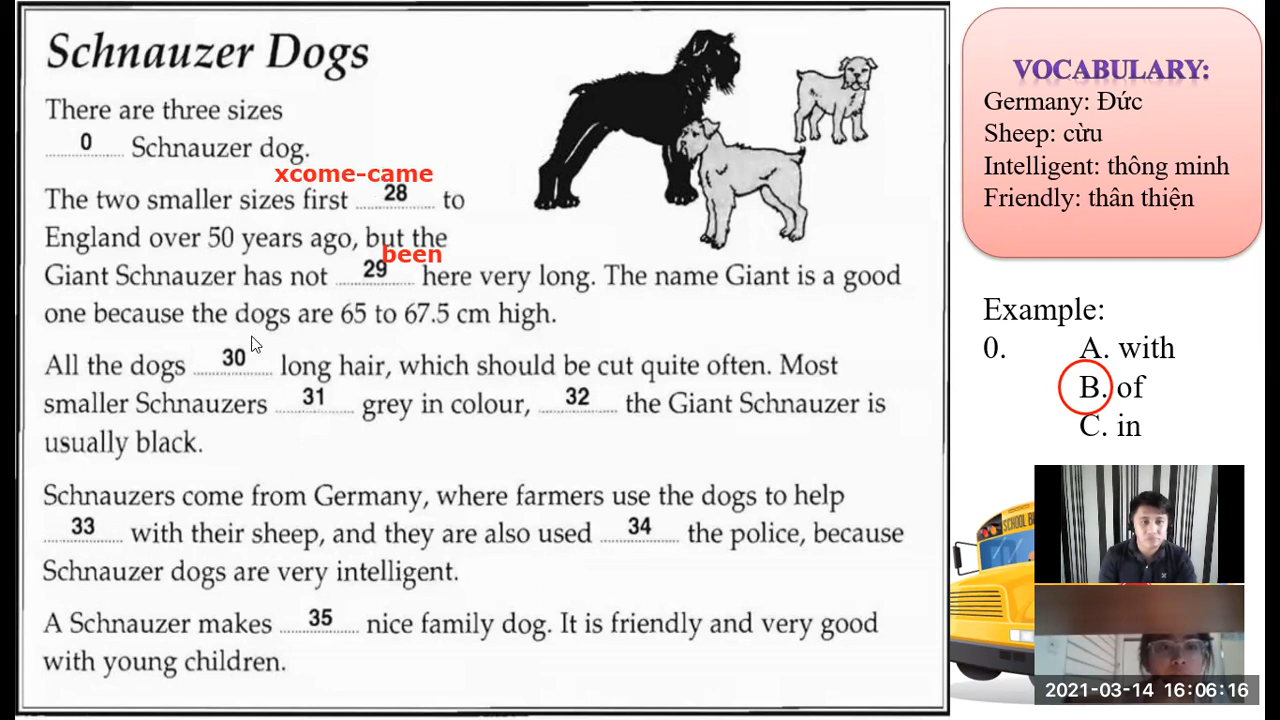 Schnauzer Dogs
There are three sizes
0 Schnauzer dog.
xcome-came
The two smaller sizes first 28 to
England over 50 years ago, but the
been
Giant Schnauzer has not 29 here very long. The name Giant is a good
one because the dogs are 65 to 67.5 cm high.
All the dogs 30 long hair, which should be cut quite often. Most
smaller Schnauzers 31 grey in colour, 32 the Giant Schnauzer is
usually black.
Schnauzers come from Germany, where farmers use the dogs to help
33 with their sheep, and they are also used 34 the police, because
Schnauzer dogs are very intelligent.
A Schnauzer makes 35 nice family dog. It is friendly and very good
with young children.
VOCABULARY:
Germany: Đức
Sheep: cừu
Intelligent: thông minh
Friendly: thân thiện
Example:
0. A. with
B. of
C. in
SCHOOL
2021-03-14 16:06:16